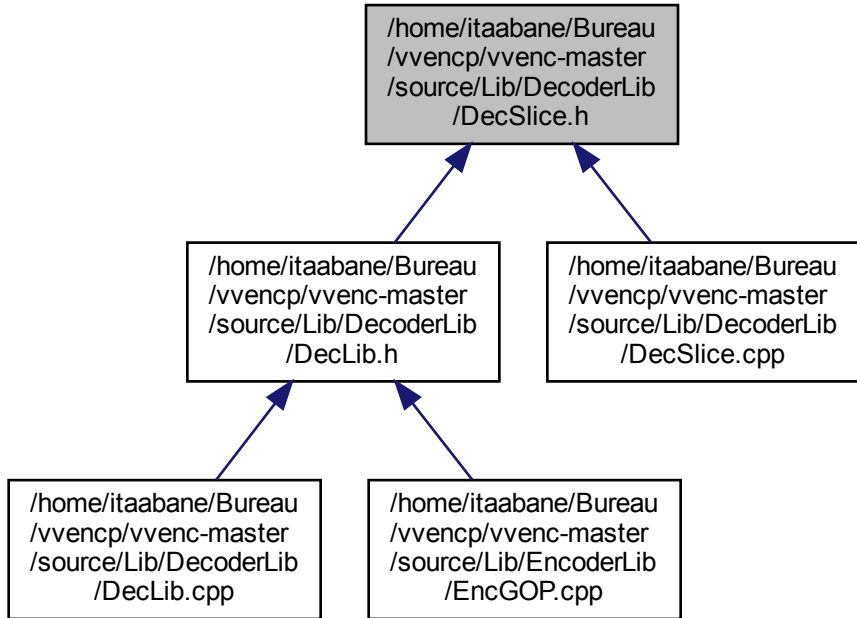 /home/itaabane/Bureau
/vvencp/vvenc-master
/source/Lib/DecoderLib
/DecSlice.h
/home/itaabane/Bureau
/vvencp/vvenc-master
/source/Lib/DecoderLib
/DecLib.h
/home/itaabane/Bureau
/vvencp/vvenc-master
/source/Lib/DecoderLib
/DecSlice.cpp
/home/itaabane/Bureau
/vvencp/vvenc-master
/source/Lib/DecoderLib
/DecLib.cpp
/home/itaabane/Bureau
/vvencp/vvenc-master
/source/Lib/EncoderLib
/EncGOP.cpp